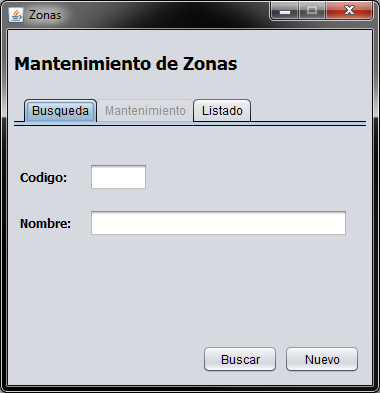 Zonas
Mantenimiento de Zonas
Busqueda Mantenimiento Listado
Codigo:
Nombre:
Buscar Nuevo